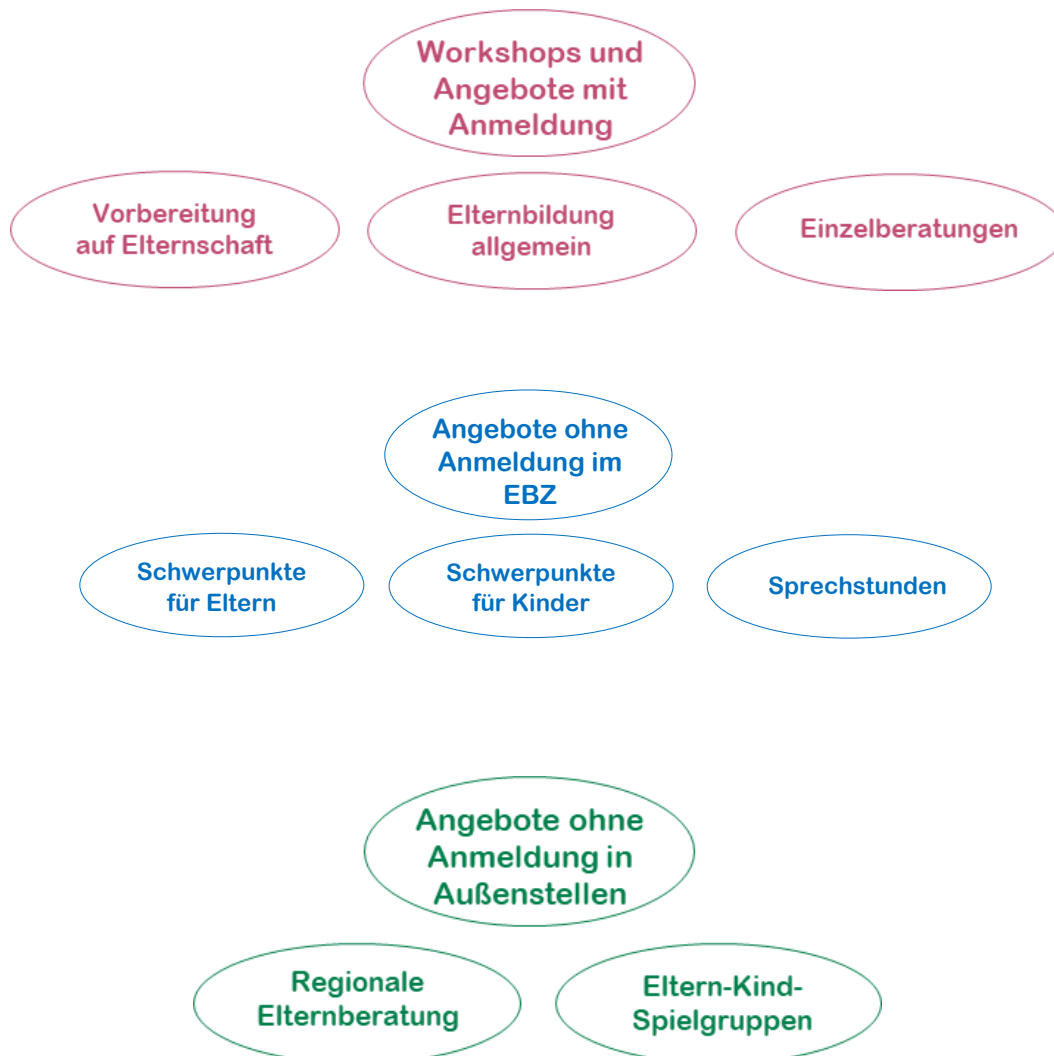 Workshops und
Angebote mit
Anmeldung
Vorbereitung
auf Elternschaft
Elternbildung
allgemein
Einzelberatungen
Angebote ohne
Anmeldung im
EBZ
Schwerpunkte
für Eltern
Schwerpunkte
für Kinder
Sprechstunden
Angebote ohne
Anmeldung in
Außenstellen
Regionale
Elternberatung
Eltern-Kind-
Spielgruppen